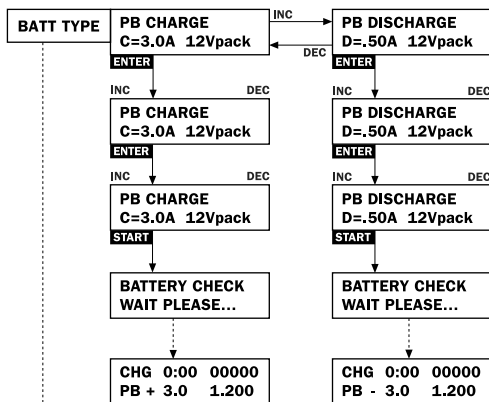 BATT TYPE
PB CHARGE
C=3.0A 12Vpack
INC
DEC
PB DISCHARGE
D=.50A 12Vpack
ENTER
ENTER
INC DEC
INC DEC
PB CHARGE
C=3.0A 12Vpack
PB DISCHARGE
D=.50A 12Vpack
ENTER
ENTER
INC DEC
INC DEC
PB CHARGE
C=3.0A 12Vpack
PB DISCHARGE
D=.50A 12Vpack
START
START
BATTERY CHECK
WAIT PLEASE...
BATTERY CHECK
WAIT PLEASE...
CHG 0:00 00000
PB + 3.0 1.200
CHG 0:00 00000
PB - 3.0 1.200